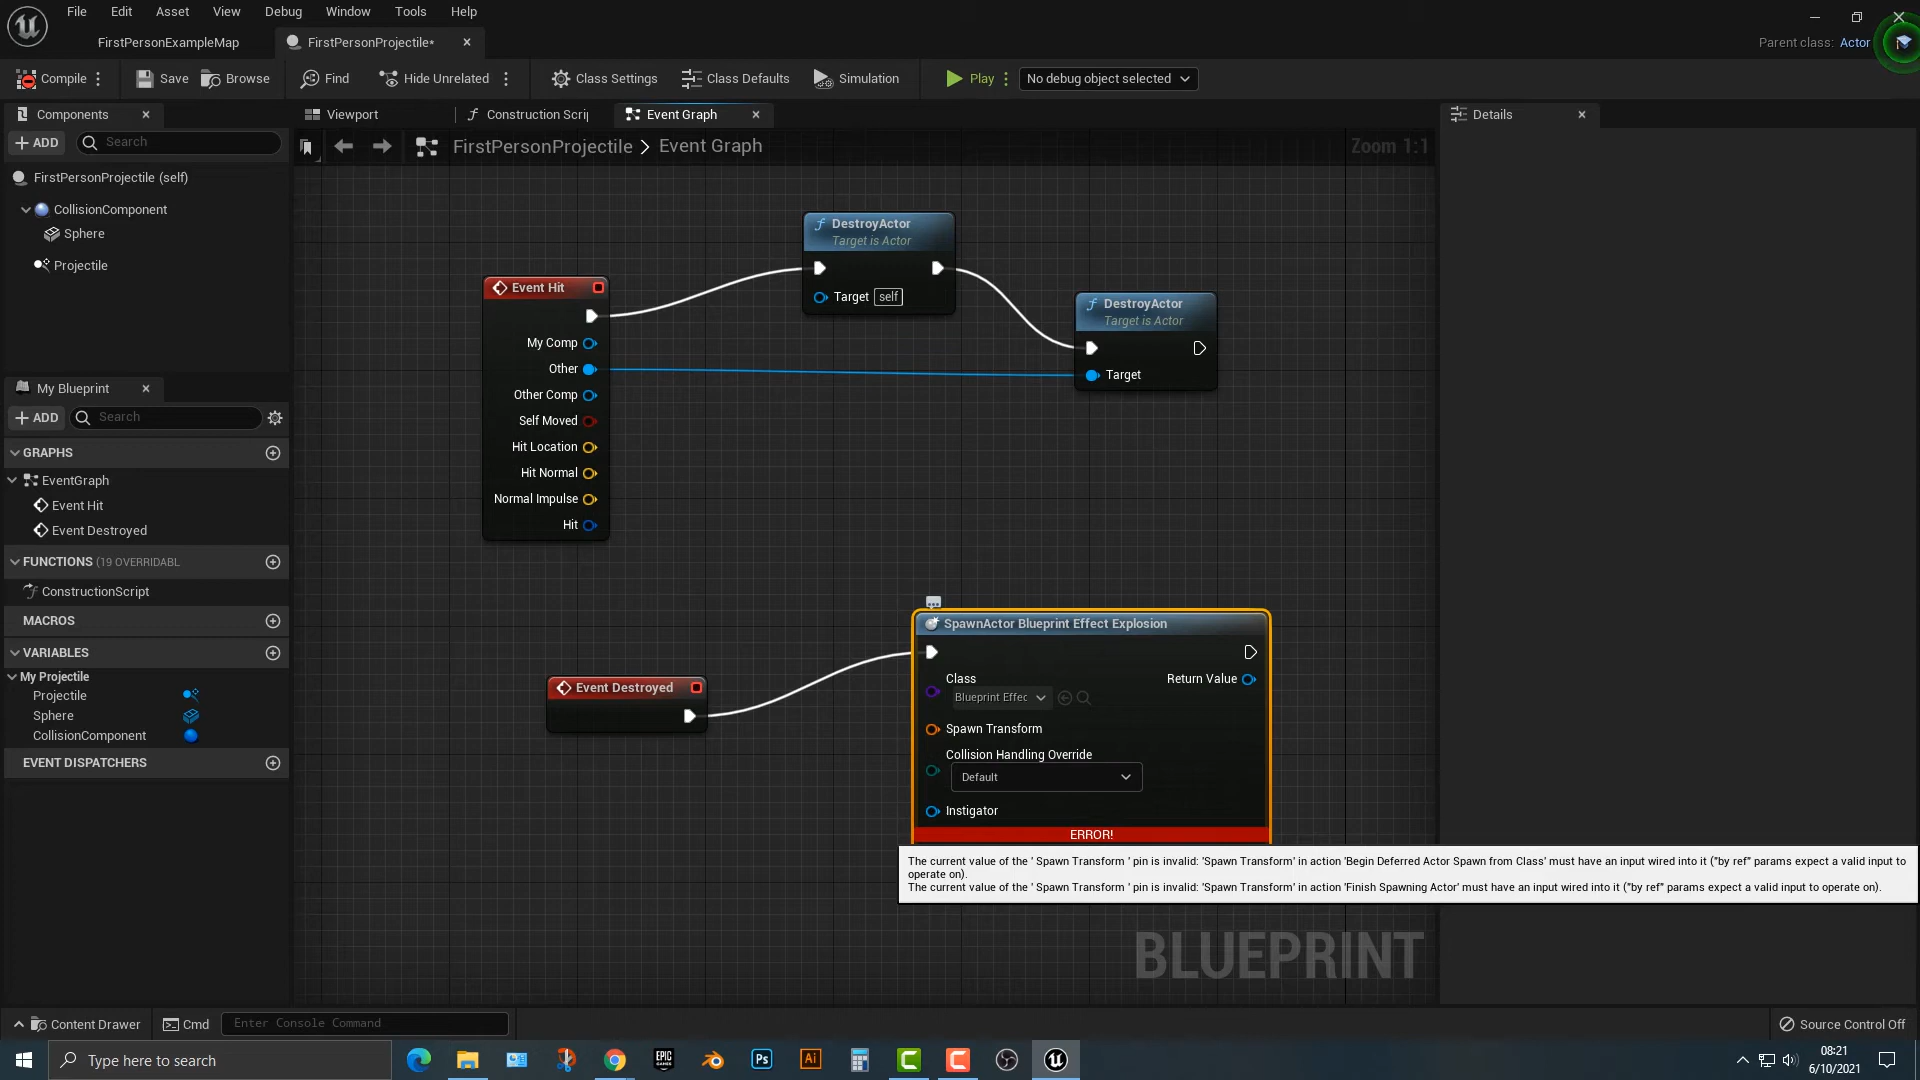 File Edit Asset View Debug Window Tools Help
FirstPersonExampleMap
FirstPersonProjectile*
Parent class: Actor
Compile
Save
Browse
Find
Hide Unrelated
Class Settings
Class Defaults
Simulation
Play
No debug object selected
Components
Viewport
Construction Scri
Event Graph
Details
ADD
Search
FirstPersonProjectile > Event Graph
Zoom 1:1
FirstPersonProjectile (self)
CollisionComponent
Sphere
Projectile
My Blueprint
ADD
Search
GRAPHS
EventGraph
Event Hit
Event Destroyed
FUNCTIONS (19 OVERRIDABL
ConstructionScript
MACROS
VARIABLES
My Projectile
Projectile
Sphere
CollisionComponent
EVENT DISPATCHERS
DestroyActor
Target is Actor
Target self
Event Hit
My Comp
Other
Other Comp
Self Moved
Hit Location
Hit Normal
Normal Impulse
Hit
DestroyActor
Target is Actor
Target
Event Destroyed
SpawnActor Blueprint Effect Explosion
Class
Return Value
Blueprint Effec
Spawn Transform
Collision Handling Override
Default
Instigator
ERROR!
The current value of the ' Spawn Transform ' pin is invalid: 'Spawn Transform' in action 'Begin Deferred Actor Spawn from Class' must have an input wired into it ("by ref" params expect a valid input to
operate on).
The current value of the ' Spawn Transform ' pin is invalid: 'Spawn Transform' in action 'Finish Spawning Actor' must have an input wired into it ("by ref" params expect a valid input to operate on).
BLUEPRINT
Content Drawer
Cmd
Enter Console Command
Source Control Off
Type here to search
EPIC
GAMES
Ps
Ai
08:21
6/10/2021